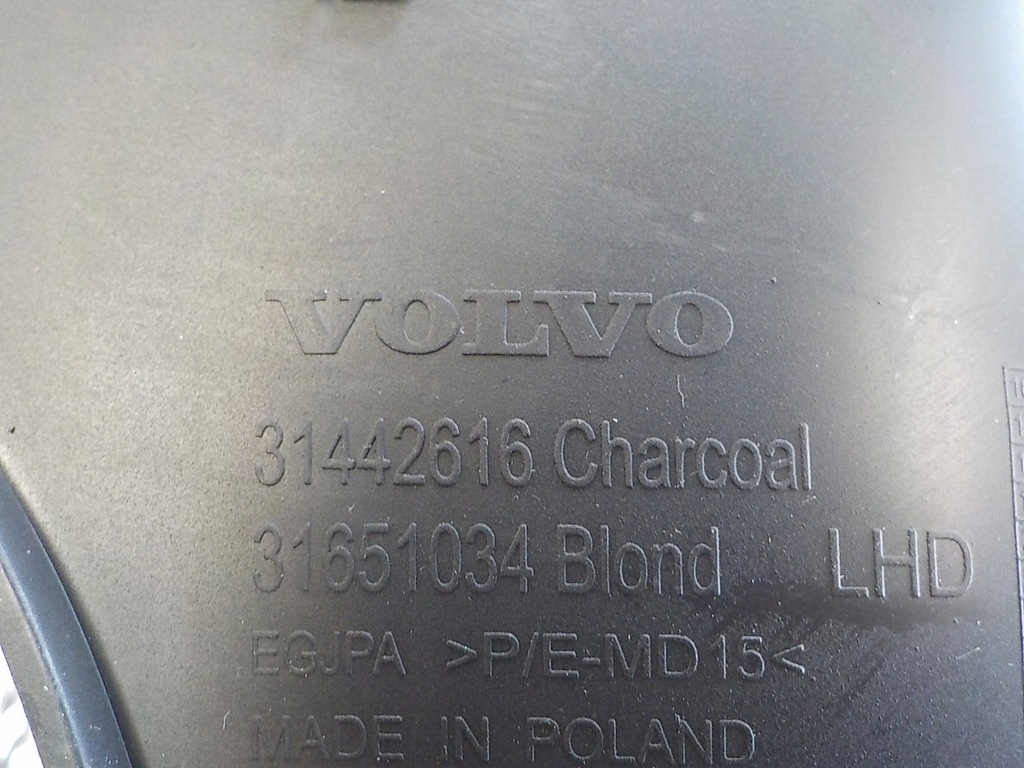 VOLVO
31442616 Charcoal
31651034 Blond LHD
EGJPA >P/E-MD15<
MADE IN POLAND